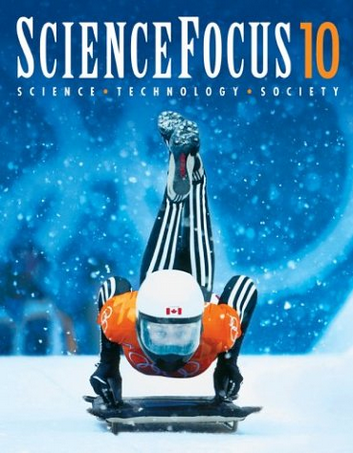 SCIENCEFOCUS 10
SCIENCE • TECHNOLOGY • SOCIETY